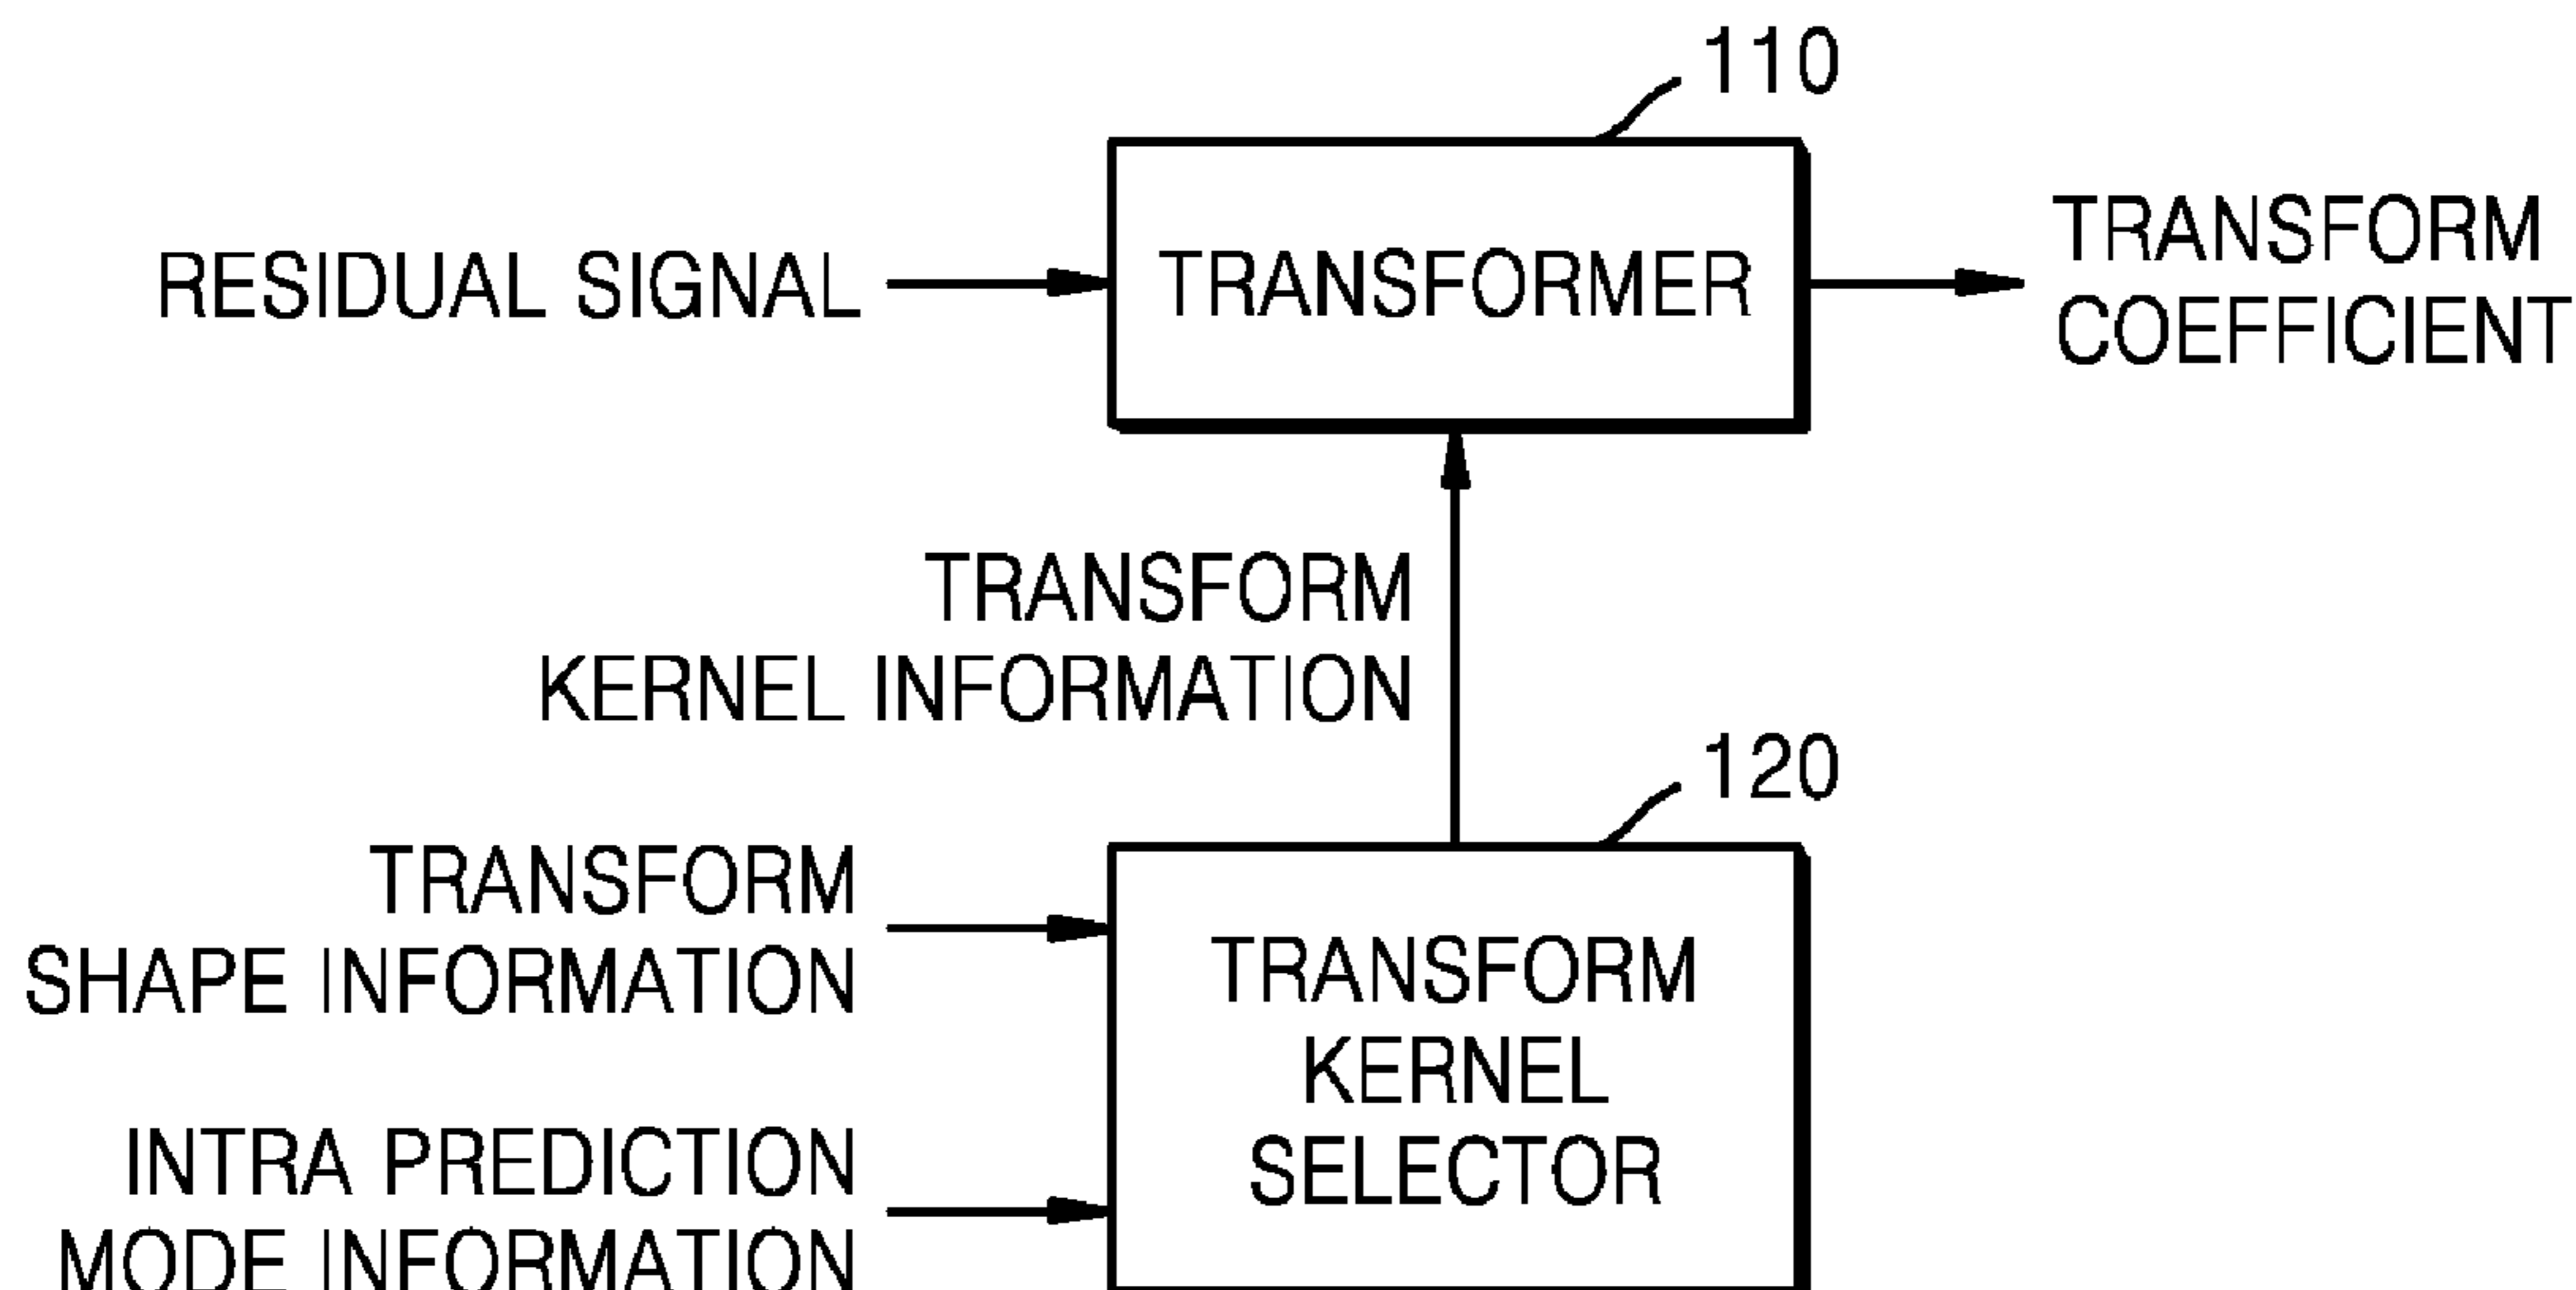 110
RESIDUAL SIGNAL
TRANSFORMER
TRANSFORM
COEFFICIENT
TRANSFORM
KERNEL INFORMATION
120
TRANSFORM
SHAPE INFORMATION
TRANSFORM
KERNEL
SELECTOR
INTRA PREDICTION
MODE INFORMATION